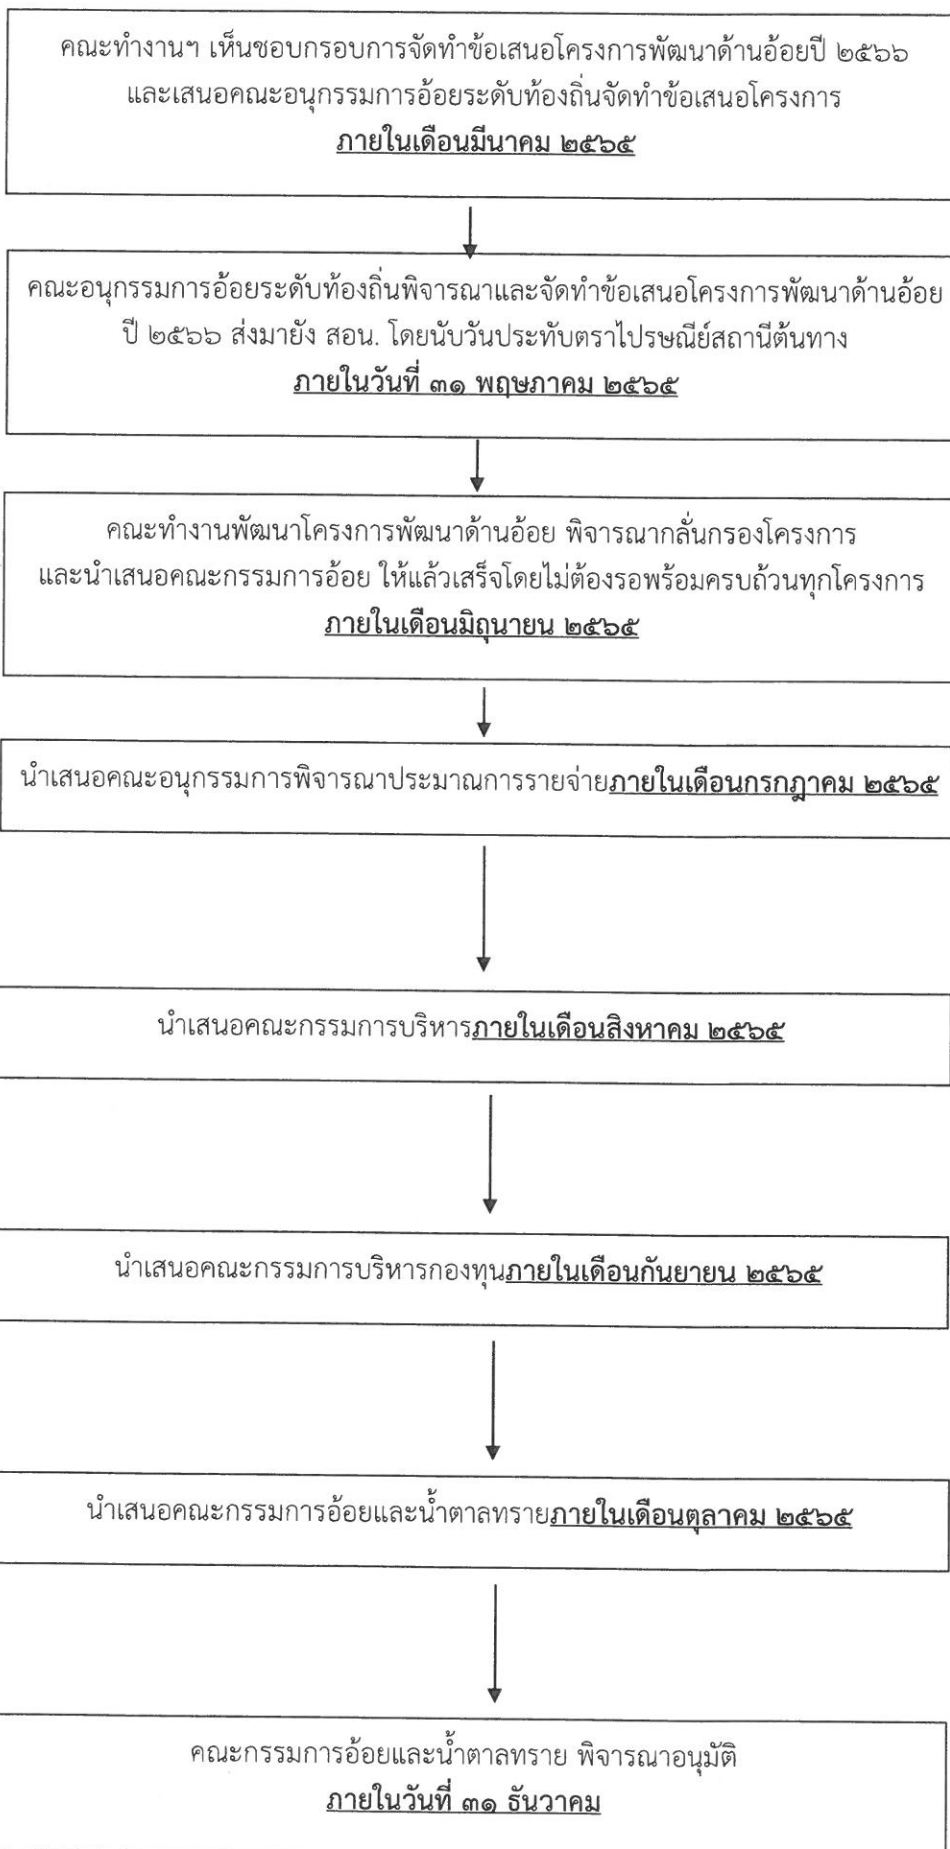 คณะทำงานฯ เห็นชอบกรอบการจัดทำข้อเสนอโครงการพัฒนาด้านอ้อยปี ๒๕๖๖
และเสนอคณะอนุกรรมการอ้อยระดับท้องถิ่นจัดทำข้อเสนอโครงการ
ภายในเดือนมีนาคม ๒๕๖๕
คณะอนุกรรมการอ้อยระดับท้องถิ่นพิจารณาและจัดทำข้อเสนอโครงการพัฒนาด้านอ้อย
ปี ๒๕๖๖ ส่งมายัง สอน. โดยนับวันประทับตราไปรษณีย์สถานีต้นทาง
ภายในวันที่ ๓๑ พฤษภาคม ๒๕๖๕
คณะทำงานพัฒนาโครงการพัฒนาด้านอ้อย พิจารณากลั่นกรองโครงการ
และนำเสนอคณะกรรมการอ้อย ให้แล้วเสร็จโดยไม่ต้องรอพร้อมครบถ้วนทุกโครงการ
ภายในเดือนมิถุนายน ๒๕๖๕
นำเสนอคณะอนุกรรมการพิจารณาประมาณการรายจ่ายภายในเดือนกรกฎาคม ๒๕๖๕
นำเสนอคณะกรรมการบริหารภายในเดือนสิงหาคม ๒๕๖๕
นำเสนอคณะกรรมการบริหารกองทุนภายในเดือนกันยายน ๒๕๖๕
นำเสนอคณะกรรมการอ้อยและน้ำตาลทรายภายในเดือนตุลาคม ๒๕๖๕
คณะกรรมการอ้อยและน้ำตาลทราย พิจารณาอนุมัติ
ภายในวันที่ ๓๑ ธันวาคม